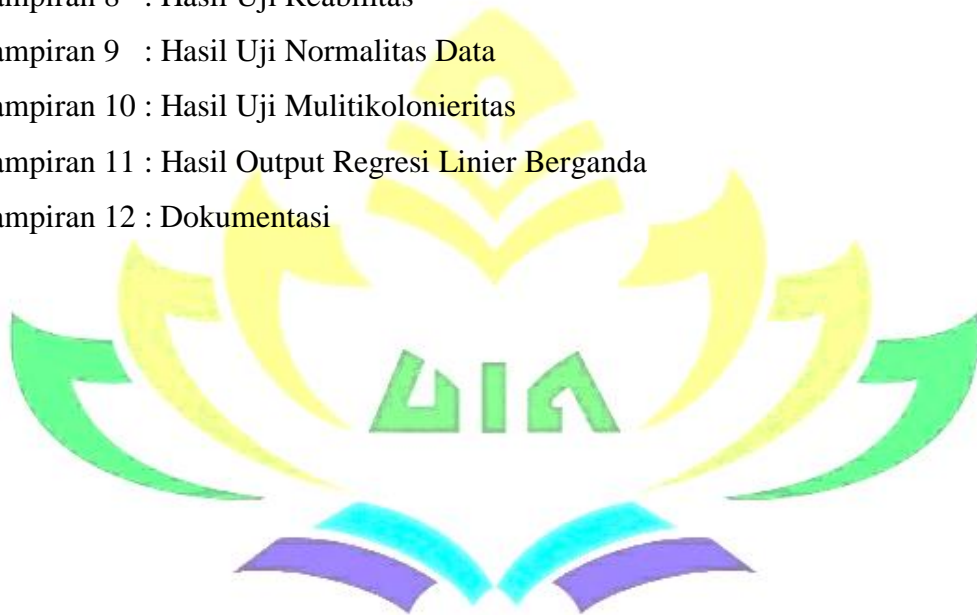 ampiran 8 : Hasil Uji Reabilitas
ampiran 9 : Hasil Uji Normalitas Data
ampiran 10 : Hasil Uji Mulitikolonieritas
ampiran 11 : Hasil Output Regresi Linier Berganda
ampiran 12 : Dokumentasi
UIN